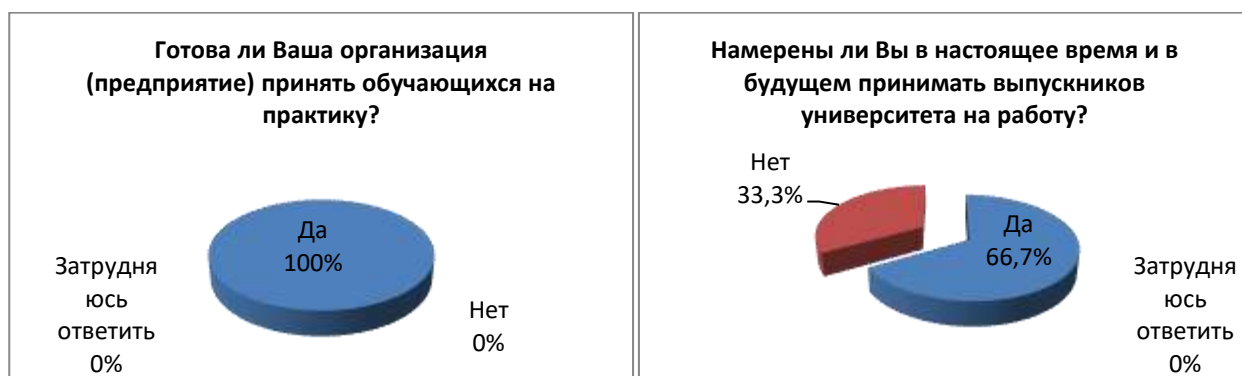 Готова ли Ваша организация
(предприятие) принять обучающихся на
практику?
Да
100%
Затрудня
юсь
ответить
0%
Нет
0%
Намерены ли Вы в настоящее время и в
будущем принимать выпускников
университета на работу?
Нет
33,3%
Да
66,7%
Затрудня
юсь
ответить
0%